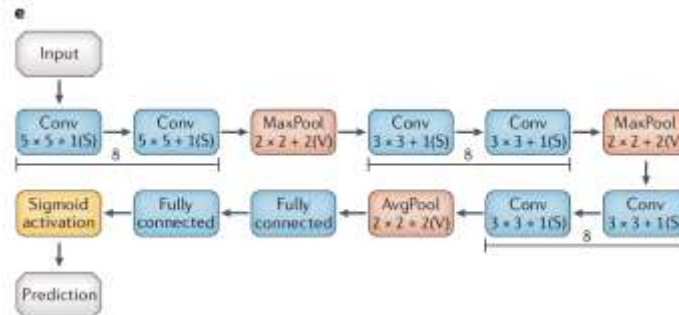 e
Input
Conv
5 × 5 + 1(S)
Conv
5 × 5 + 1(S)
MaxPool
2 × 2 + 2(V)
Conv
3 × 3 + 1(S)
Conv
3 × 3 + 1(S)
MaxPool
2 × 2 + 2(V)
8
8
Sigmoid
activation
Fully
connected
Fully
connected
AvgPool
2 × 2 + 2(V)
Conv
3 × 3 + 1(S)
Conv
3 × 3 + 1(S)
8
Prediction